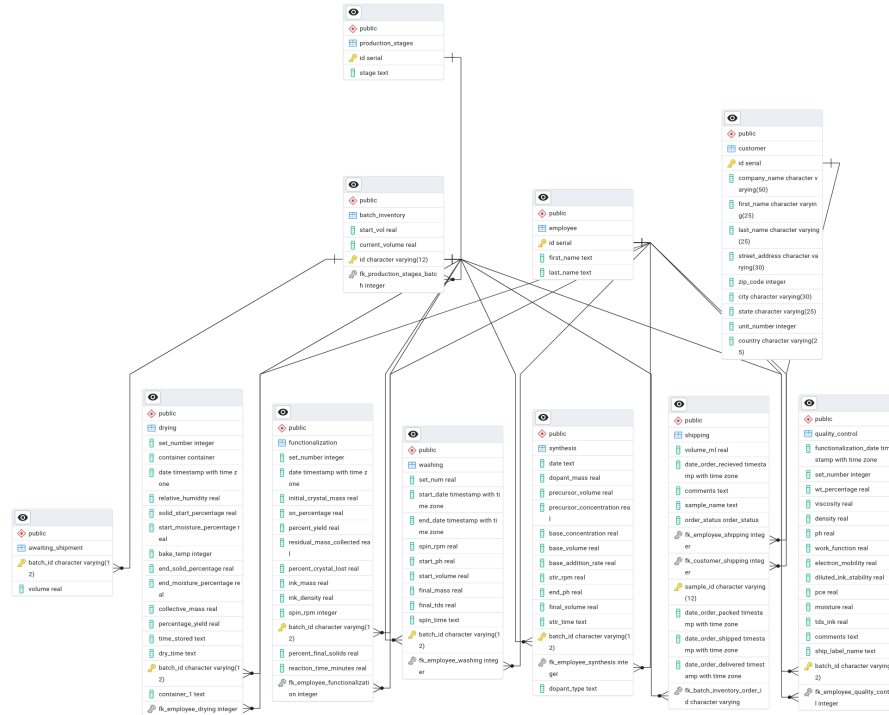 public
production_stages
id serial
stage text
public
batch_inventory
start_vol real
current_volume real
id character varying(12)
fk_production_stages_batc
h integer
public
employee
id serial
first_name text
last_name text
public
customer
id serial
company_name character v
arying(50)
first_name character varyin
g(25)
last_name character varying
(25)
street_address character va
rying(30)
zip_code integer
city character varying(30)
state character varying(25)
unit_number integer
country character varying(2
5)
public
awaiting_shipment
batch_id character varying(1
2)
volume real
public
drying
set_number integer
container container
date timestamp with time z
one
relative_humidity real
solid_start_percentage real
start_moisture_percentage r
eal
bake_temp integer
end_solid_percentage real
end_moisture_percentage re
al
collective_mass real
percentage_yield real
time_stored text
dry_time text
batch_id character varying(1
2)
container_1 text
fk_employee_drying integer
public
functionalization
set_number integer
date timestamp with time z
one
initial_crystal_mass real
sn_percentage real
percent_yield real
residual_mass_collected rea
l
percent_crystal_lost real
ink_mass real
ink_density real
spin_rpm integer
batch_id character varying(1
2)
percent_final_solids real
reaction_time_minutes real
fk_employee_functionalizati
on integer
public
washing
set_num real
start_date timestamp with ti
me zone
end_date timestamp with ti
me zone
spin_rpm real
start_ph real
start_volume real
final_mass real
final_tds real
spin_time text
batch_id character varying(1
2)
fk_employee_washing integ
er
public
synthesis
date text
dopant_mass real
precursor_volume real
precursor_concentration rea
l
base_concentration real
base_volume real
base_addition_rate real
stir_rpm real
end_ph real
final_volume real
stir_time text
batch_id character varying(1
2)
fk_employee_synthesis inte
ger
dopant_type text
public
shipping
volume_ml real
date_order_recieved timesta
mp with time zone
comments text
sample_name text
order_status order_status
fk_employee_shipping integ
er
fk_customer_shipping integ
er
sample_id character varying
(12)
date_order_packed timesta
mp with time zone
date_order_shipped timesta
mp with time zone
date_order_delivered timest
amp with time zone
fk_batch_inventory_order_i
d character varying
public
quality_control
functionalization_date tim
stamp with time zone
set_number integer
wt_percentage real
viscosity real
density real
ph real
work_function real
electron_mobility real
diluted_ink_stability real
pce real
moisture real
tds_ink real
comments text
ship_label_name text
batch_id character varying
2)
fk_employee_quality_cont
l integer